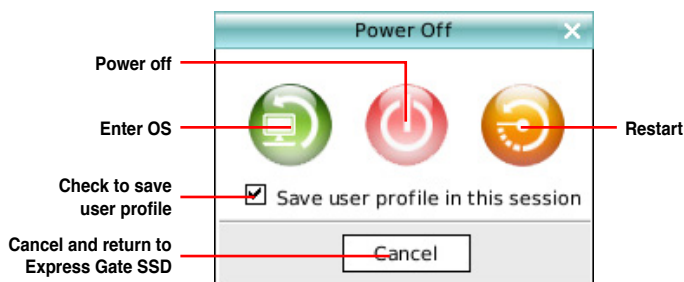 Power Off
Power off
Enter OS
Restart
Check to save
user profile
Save user profile in this session
Cancel and return to
Express Gate SSD
Cancel